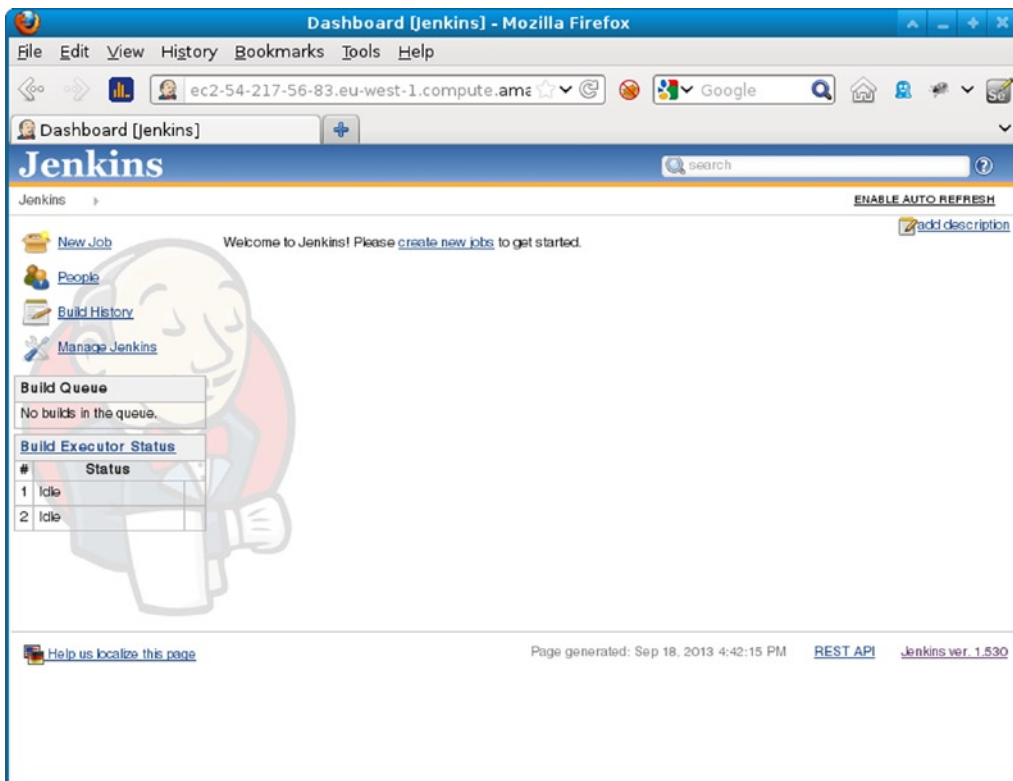 Dashboard [Jenkins] - Mozilla Firefox
File Edit View History Bookmarks Tools Help
ec2-54-217-56-83.eu-west-1.compute.ama Google
Dashboard [Jenkins]
Jenkins search
Jenkins ENABLE AUTO REFRESH
add description
New Job Welcome to Jenkins! Please create new jobs to get started.
People
Build History
Manage Jenkins
Build Queue
No builds in the queue.
Build Executor Status
# Status
1 Idle
2 Idle
Help us localize this page Page generated: Sep 18, 2013 4:42:15 PM REST API Jenkins ver. 1.530